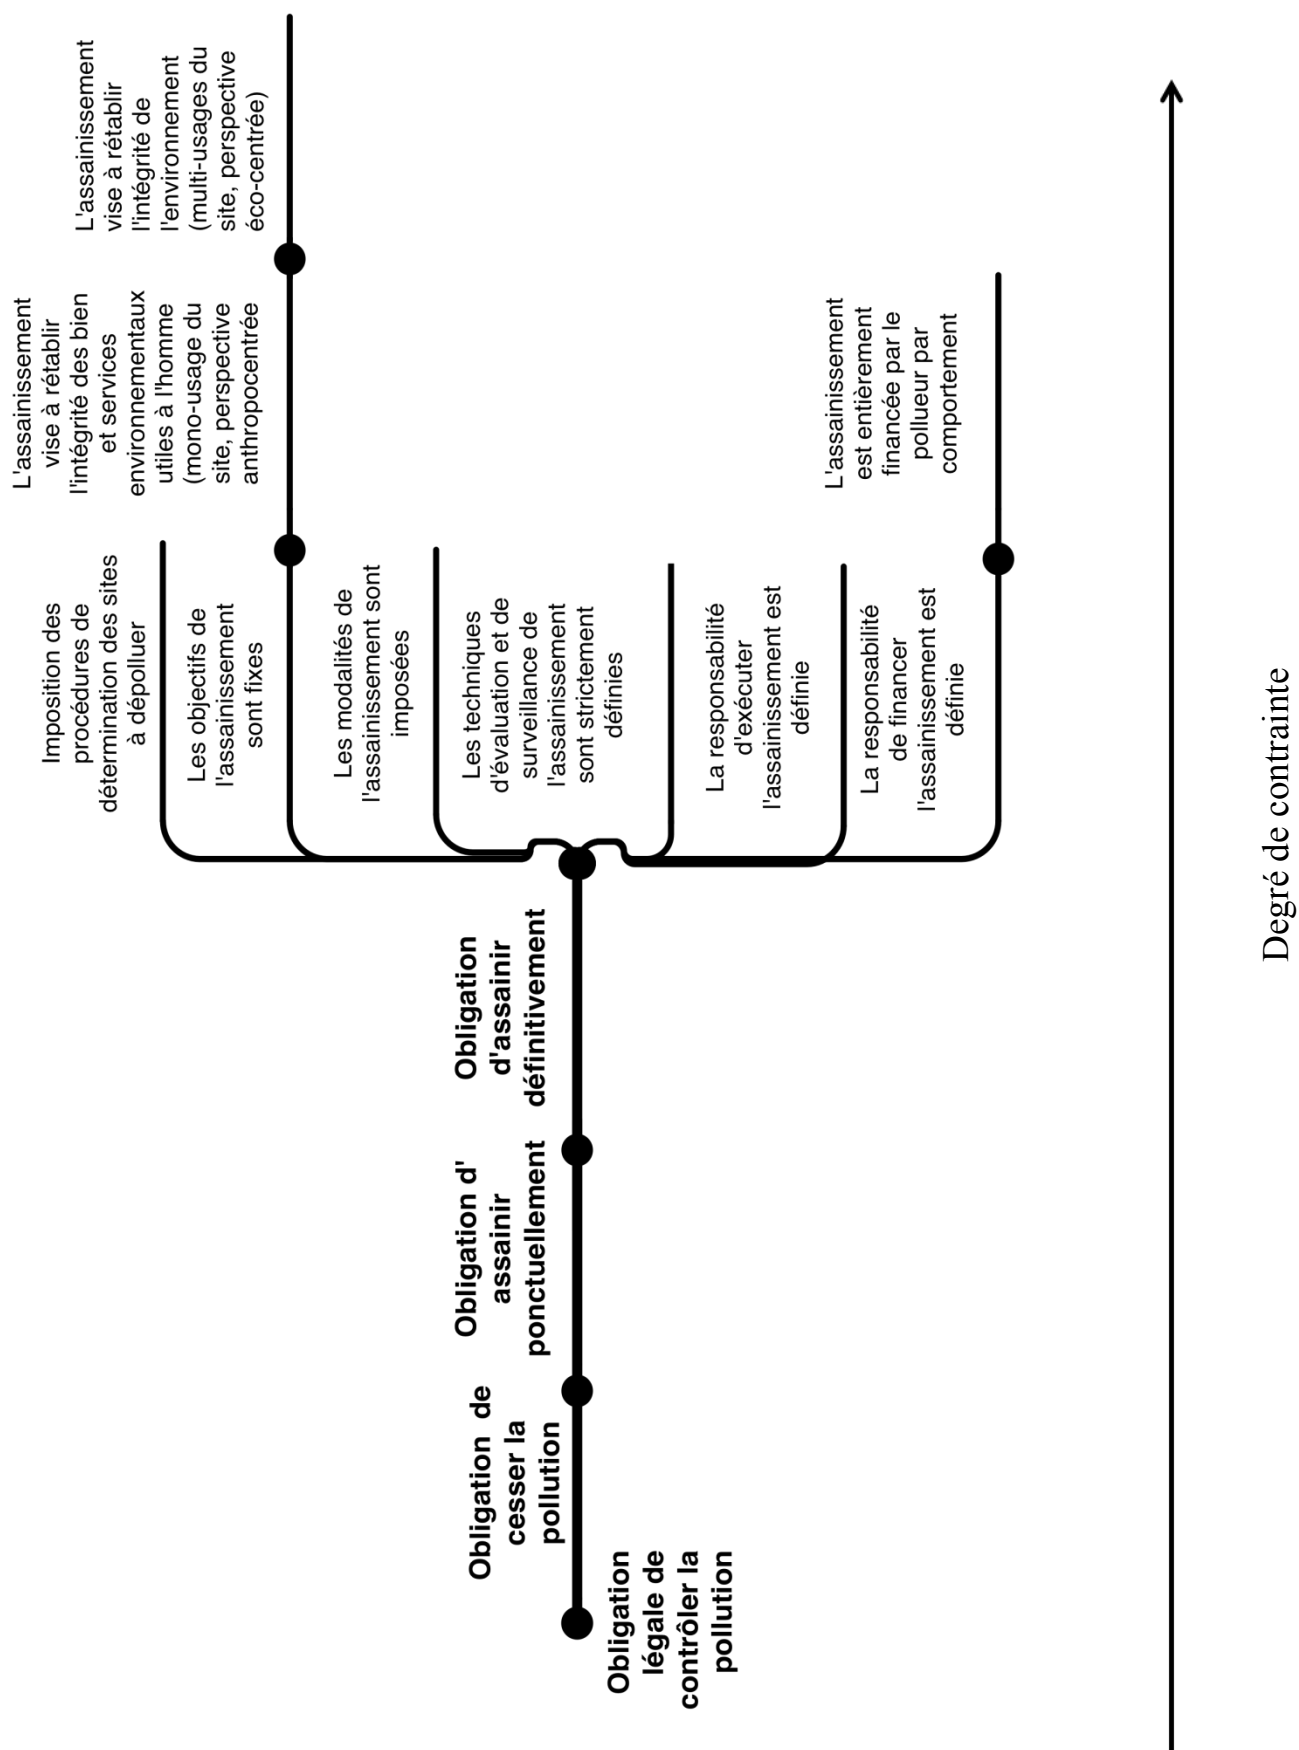 Obligation
légale de
contrôler la
pollution
Obligation  de
cesser la
pollution
Obligation d'
assainir
ponctuellement
Obligation
d'assainir
définitivement
Imposition des
procédures de
détermination des sites
à dépolluer
Les objectifs de
l'assainissement
sont fixes
L'assainissement
vise à rétablir
l'intégrité des bien
et services
environnementaux
utiles à l'homme
(mono-usage du
site, perspective
anthropocentrée
L'assainissement
vise à rétablir
l'intégrité de
l'environnement
(multi-usages du
site, perspective
éco-centrée)
Les modalités de
l'assainissement sont
imposées
Les techniques
d'évaluation et de
surveillance de
l'assainissement
sont strictement
définies
La responsabilité
d'exécuter
l'assainissement est
définie
La responsabilité
de financer
l'assainissement est
définie
L'assainissement
est entièrement
financée par le
pollueur par
comportement
Degré de contrainte